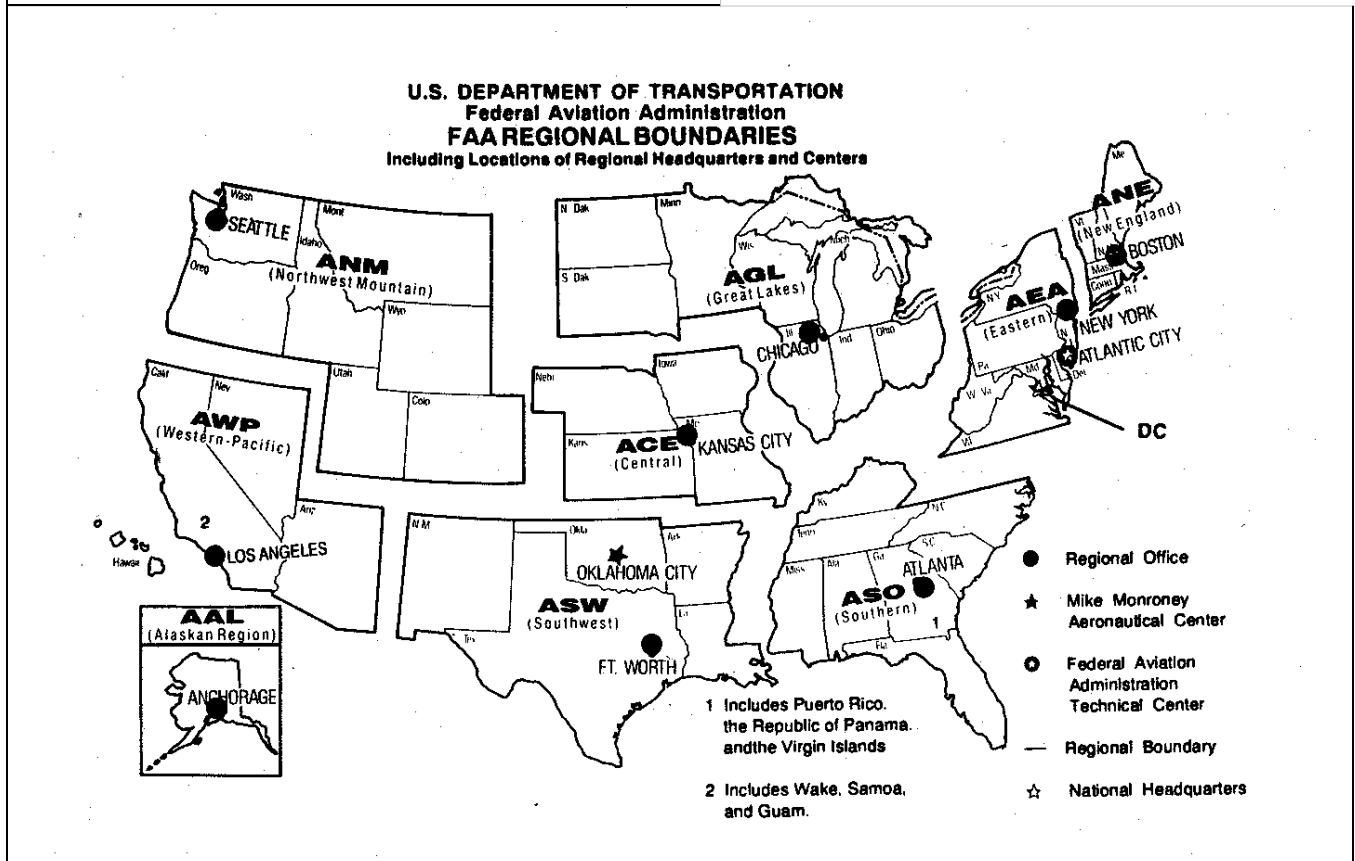 U.S. DEPARTMENT OF TRANSPORTATION
Federal Aviation Administration
FAA REGIONAL BOUNDARIES
Including Locations of Regional Headquarters and Centers
Wash
SEATTLE
Mont
Idaho
ANM
(Northwest Mountain)
Oreg
Wyo
Utah
Colo
N Dak
Minn
S Dak
Wis
Mich
AGL
(Great Lakes)
Ill
CHICAGO
Ind
Ohio
Me
ANE
(New England)
BOSTON
Mass
Conn
R.I.
N.Y.
AEA
(Eastern)
NEW YORK
ATLANTIC CITY
Pa
Md
Del
W Va
DC
Calif
Nev
AWP
(Western-Pacific)
2
LOS ANGELES
Ariz
Hawaii
Nebr
Iowa
Kans
Mo
ACE
(Central)
KANSAS CITY
N M
Okla
Ark
OKLAHOMA CITY
ASW
(Southwest)
Tex
La
FT. WORTH
Ky
Tenn
N.C.
S.C.
Miss
Ala
Ga
ATLANTA
ASO
(Southern)
1
Fla
AAL
(Alaskan Region)
ANCHORAGE
1 Includes Puerto Rico.
the Republic of Panama.
andthe Virgin Islands
2 Includes Wake, Samoa,
and Guam.
Regional Office
Mike Monroney
Aeronautical Center
Federal Aviation
Administration
Technical Center
Regional Boundary
National Headquarters